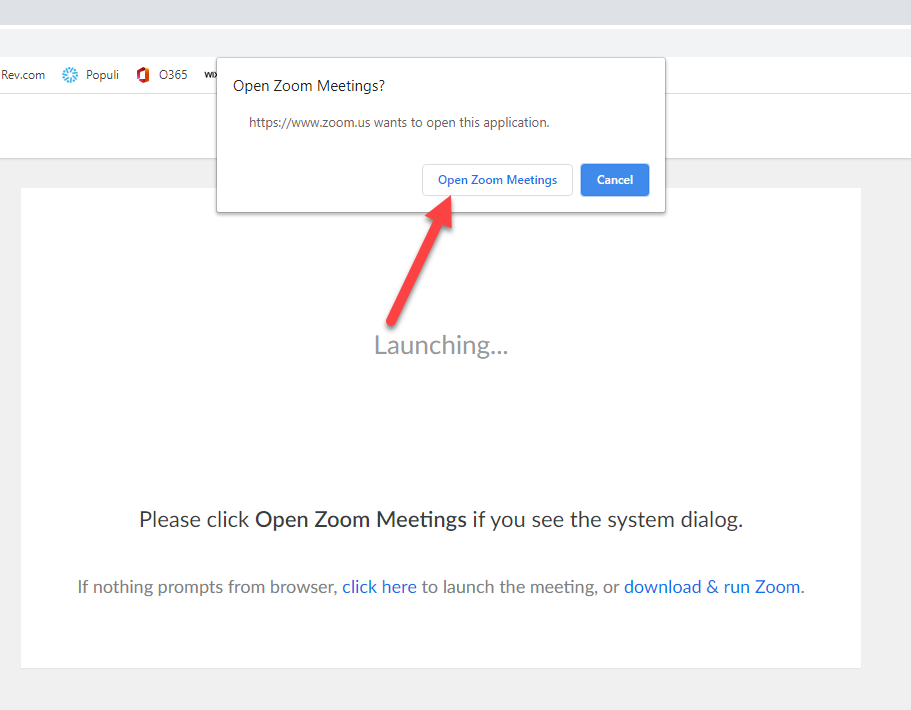 Rev.com Populi O365 WIX
Open Zoom Meetings?
https://www.zoom.us wants to open this application.
Open Zoom Meetings Cancel
Launching...
Please click Open Zoom Meetings if you see the system dialog.
If nothing prompts from browser, click here to launch the meeting, or download & run Zoom.